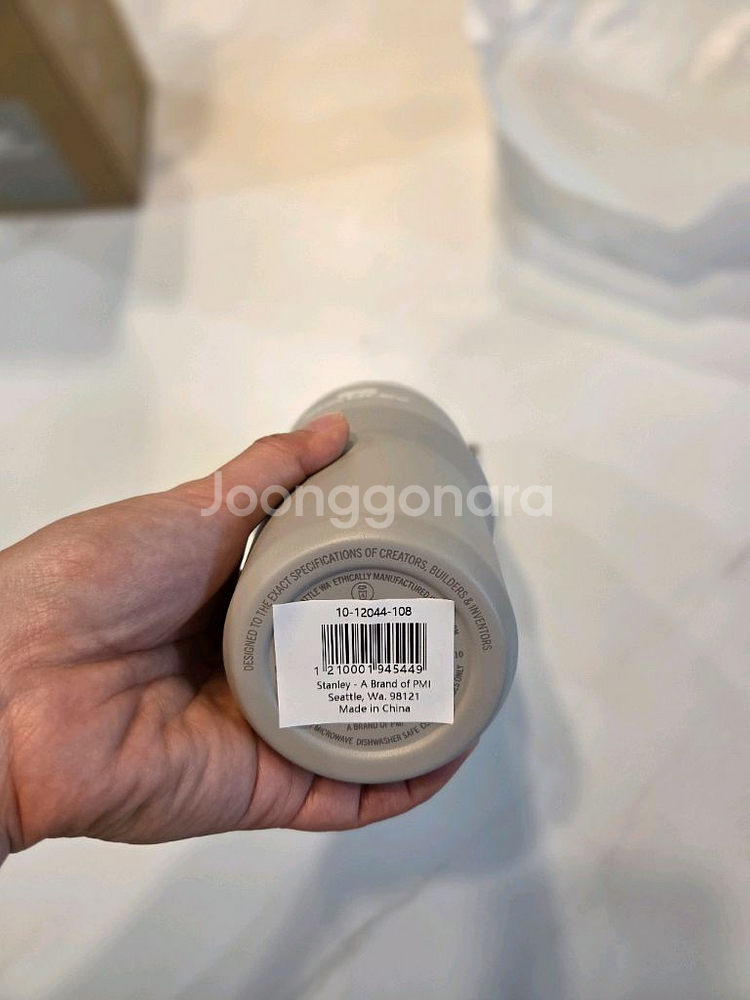 Joonggonara
DESIGNED TO THE EXACT SPECIFICATIONS OF CREATORS, BUILDERS & INVENTORS
WA ETHICALLY MANUFACTURED
10-12044-108
1 210001 945449
Stanley - A Brand of PMI
Seattle, Wa. 98121
Made in China
A BRAND OF PMI
MICROWAVE DISHWASHER SAFE